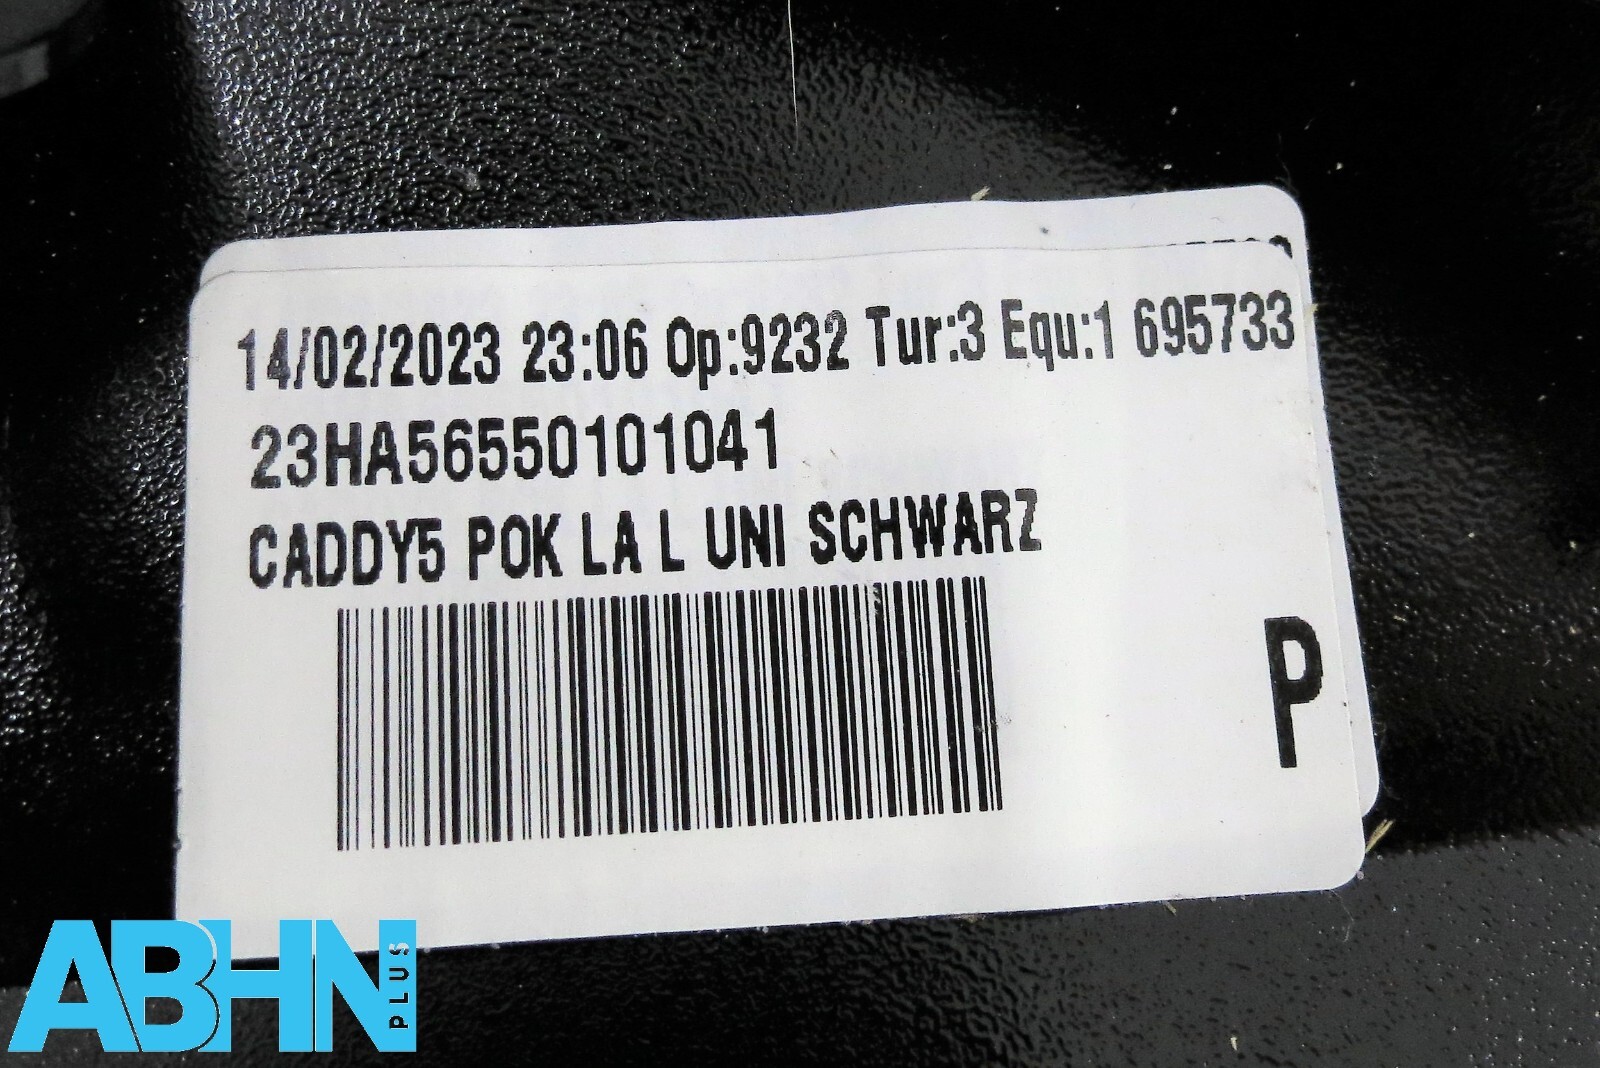 14/02/2023 23:06 Op:9232 Tur:3 Equ:1 695733
23HA56550101041
CADDY5 POK LA L UNI SCHWARZ
P
ABHN
PLUS